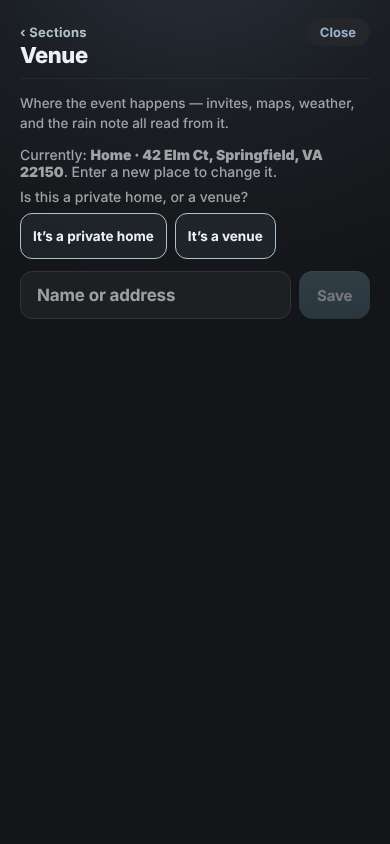 ‹ Sections
Close
Venue
Where the event happens — invites, maps, weather,
and the rain note all read from it.
Currently: Home · 42 Elm Ct, Springfield, VA
22150. Enter a new place to change it.
Is this a private home, or a venue?
It’s a private home
It’s a venue
Name or address
Save